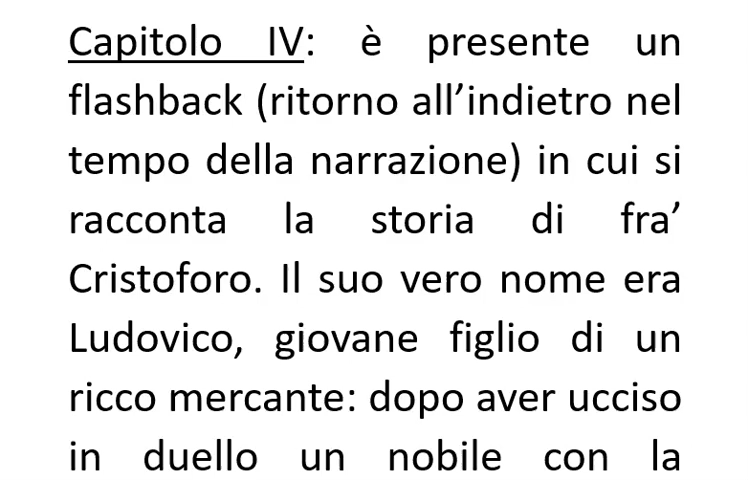 Capitolo IV: è presente un
flashback (ritorno all’indietro nel
tempo della narrazione) in cui si
racconta la storia di fra’
Cristoforo. Il suo vero nome era
Ludovico, giovane figlio di un
ricco mercante: dopo aver ucciso
in duello un nobile con la